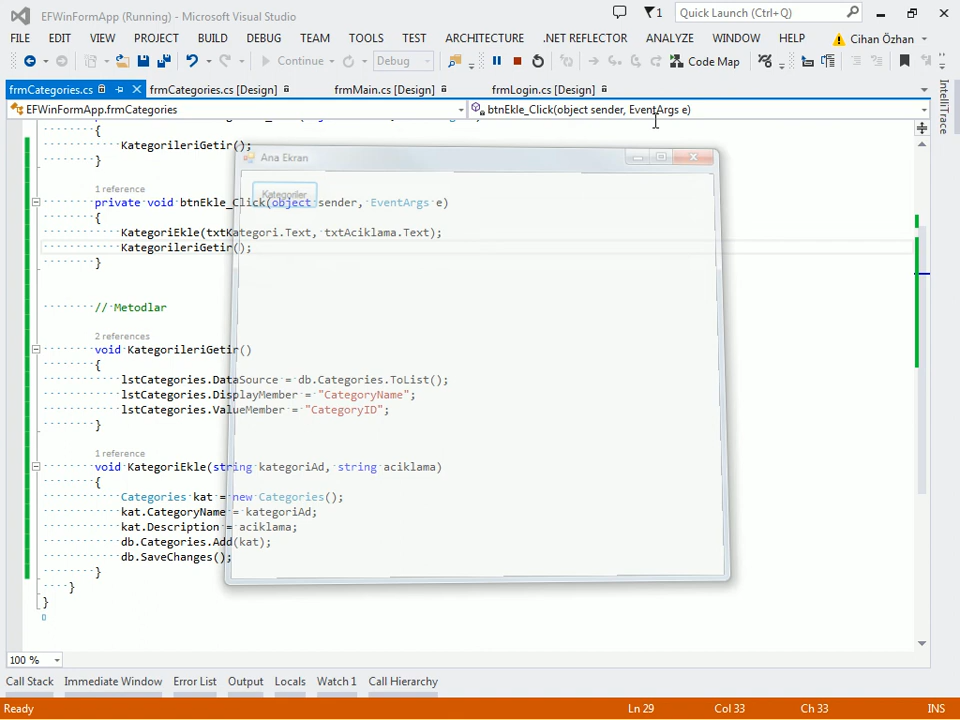 EFWinFormApp (Running) - Microsoft Visual Studio
1
Quick Launch (Ctrl+Q)
FILE EDIT VIEW PROJECT BUILD DEBUG TEAM TOOLS TEST ARCHITECTURE .NET REFLECTOR ANALYZE WINDOW HELP Cihan Özhan
Continue Debug Code Map
frmCategories.cs frmCategories.cs [Design] frmMain.cs [Design] frmLogin.cs [Design]
IntelliTrace
EFWinFormApp.frmCategories btnEkle_Click(object sender, EventArgs e)
{
KategorileriGetir();
}
Ana Ekran
Kategoriler
1 reference
private void btnEkle_Click(object sender, EventArgs e)
{
KategoriEkle(txtKategori.Text, txtAciklama.Text);
KategorileriGetir();
}
// Metodlar
2 references
void KategorileriGetir()
{
lstCategories.DataSource = db.Categories.ToList();
lstCategories.DisplayMember = "CategoryName";
lstCategories.ValueMember = "CategoryID";
}
1 reference
void KategoriEkle(string kategoriAd, string aciklama)
{
Categories kat = new Categories();
kat.CategoryName = kategoriAd;
kat.Description = aciklama;
db.Categories.Add(kat);
db.SaveChanges();
}
}
}
100 %
Call Stack Immediate Window Error List Output Locals Watch 1 Call Hierarchy
Ready Ln 29 Col 33 Ch 33 INS